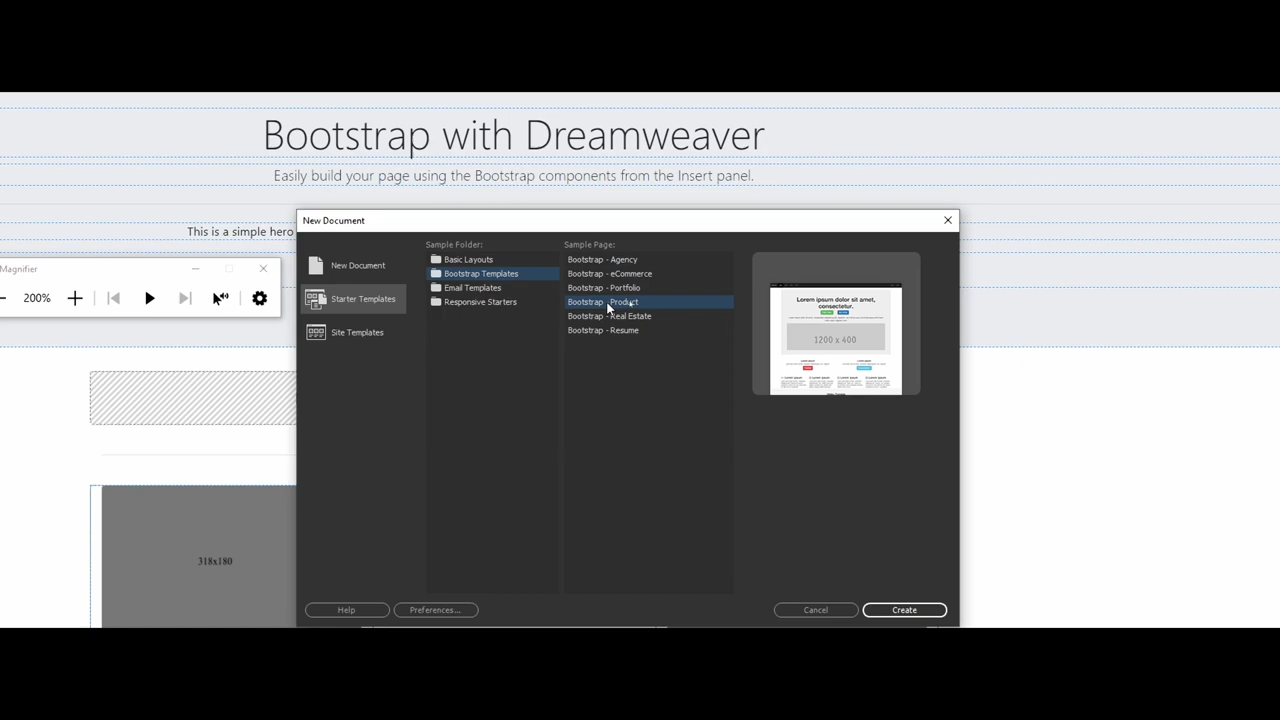 Bootstrap with Dreamweaver
Easily build your page using the Bootstrap components from the Insert panel.
This is a simple hero
Magnifier
200%
318x180
New Document
New Document
Starter Templates
Site Templates
Sample Folder:
Basic Layouts
Bootstrap Templates
Email Templates
Responsive Starters
Sample Page:
Bootstrap - Agency
Bootstrap - eCommerce
Bootstrap - Portfolio
Bootstrap - Product
Bootstrap - Real Estate
Bootstrap - Resume
Lorem ipsum dolor sit amet,
consectetur.
1200 x 400
Help
Preferences...
Cancel
Create